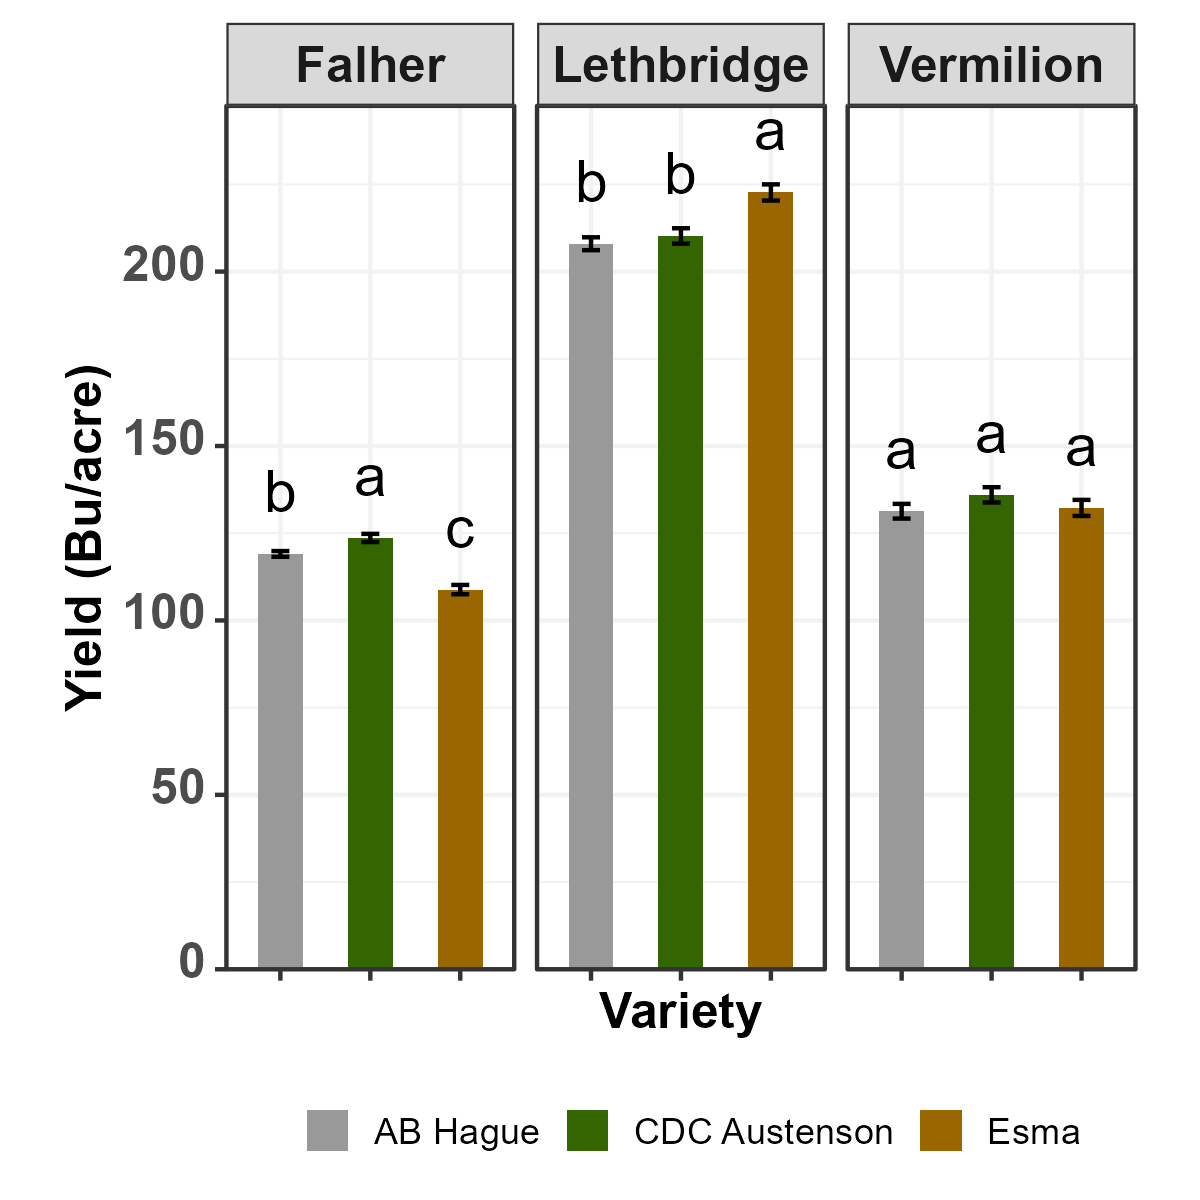 Falher Lethbridge Vermilion
a
b b
a
a a
b a
c
200
150
100
50
0
Yield (Bu/acre)
Variety
AB Hague CDC Austenson Esma